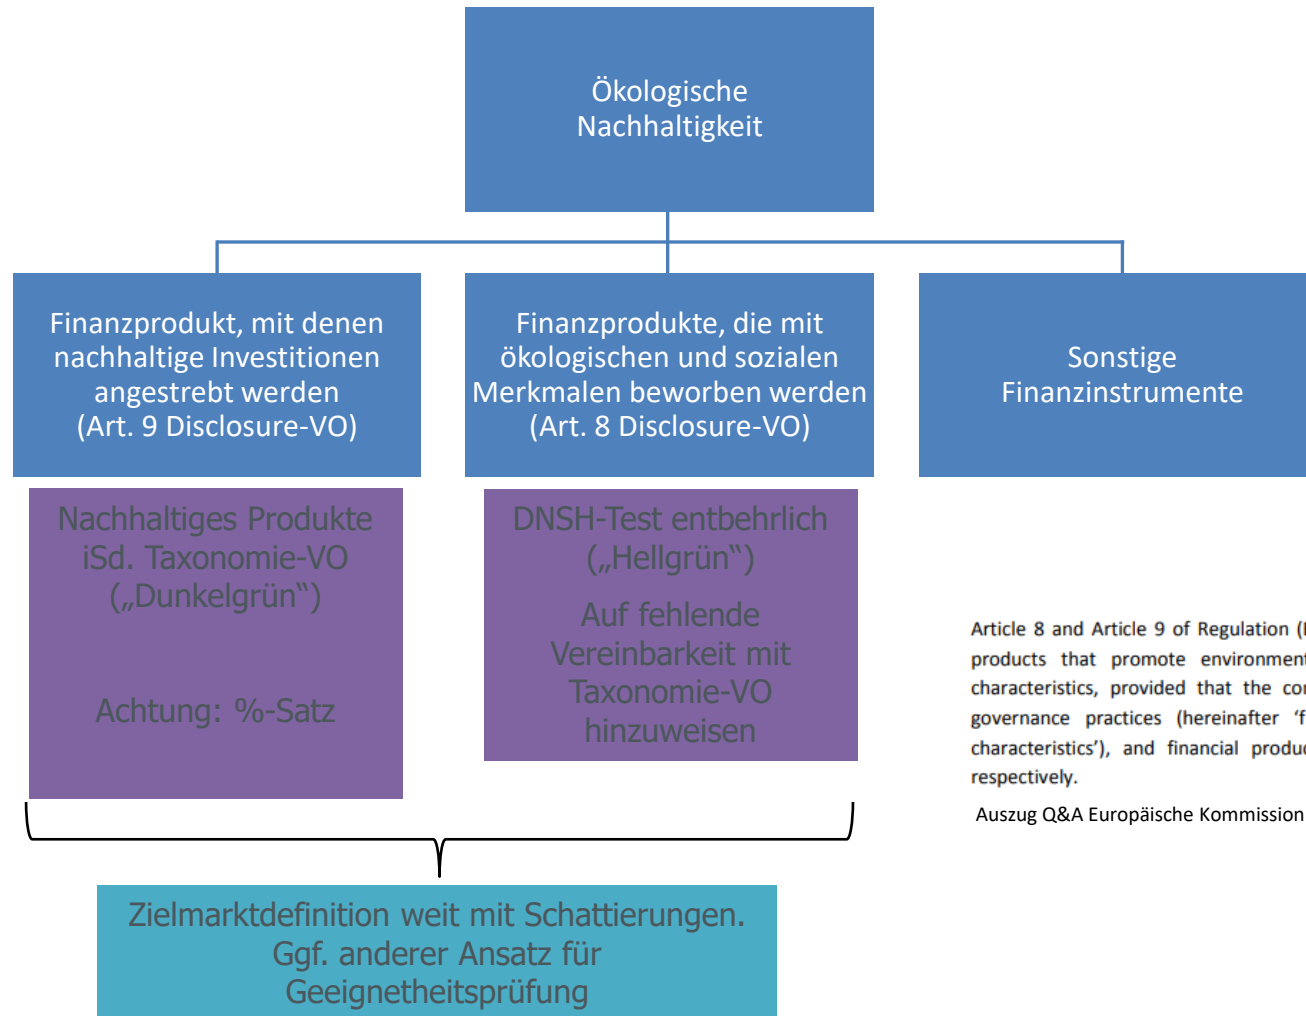 Ökologische
Nachhaltigkeit
Finanzprodukt, mit denen
nachhaltige Investitionen
angestrebt werden
(Art. 9 Disclosure-VO)
Finanzprodukte, die mit
ökologischen und sozialen
Merkmalen beworben werden
(Art. 8 Disclosure-VO)
Sonstige
Finanzinstrumente
Nachhaltiges Produkte
iSd. Taxonomie-VO
(„Dunkelgrün“)
Achtung: %-Satz
DNSH-Test entbehrlich
(„Hellgrün“)
Auf fehlende
Vereinbarkeit mit
Taxonomie-VO
hinzuweisen
Article 8 and Article 9 of Regulation
products that promote
characteristics, provided that the
governance practices (hereinafter
characteristics’), and financial
respectively.
Auszug Q&A Europäische Kommission
Zielmarktdefinition weit mit Schattierungen.
Ggf. anderer Ansatz für
Geeignetheitsprüfung